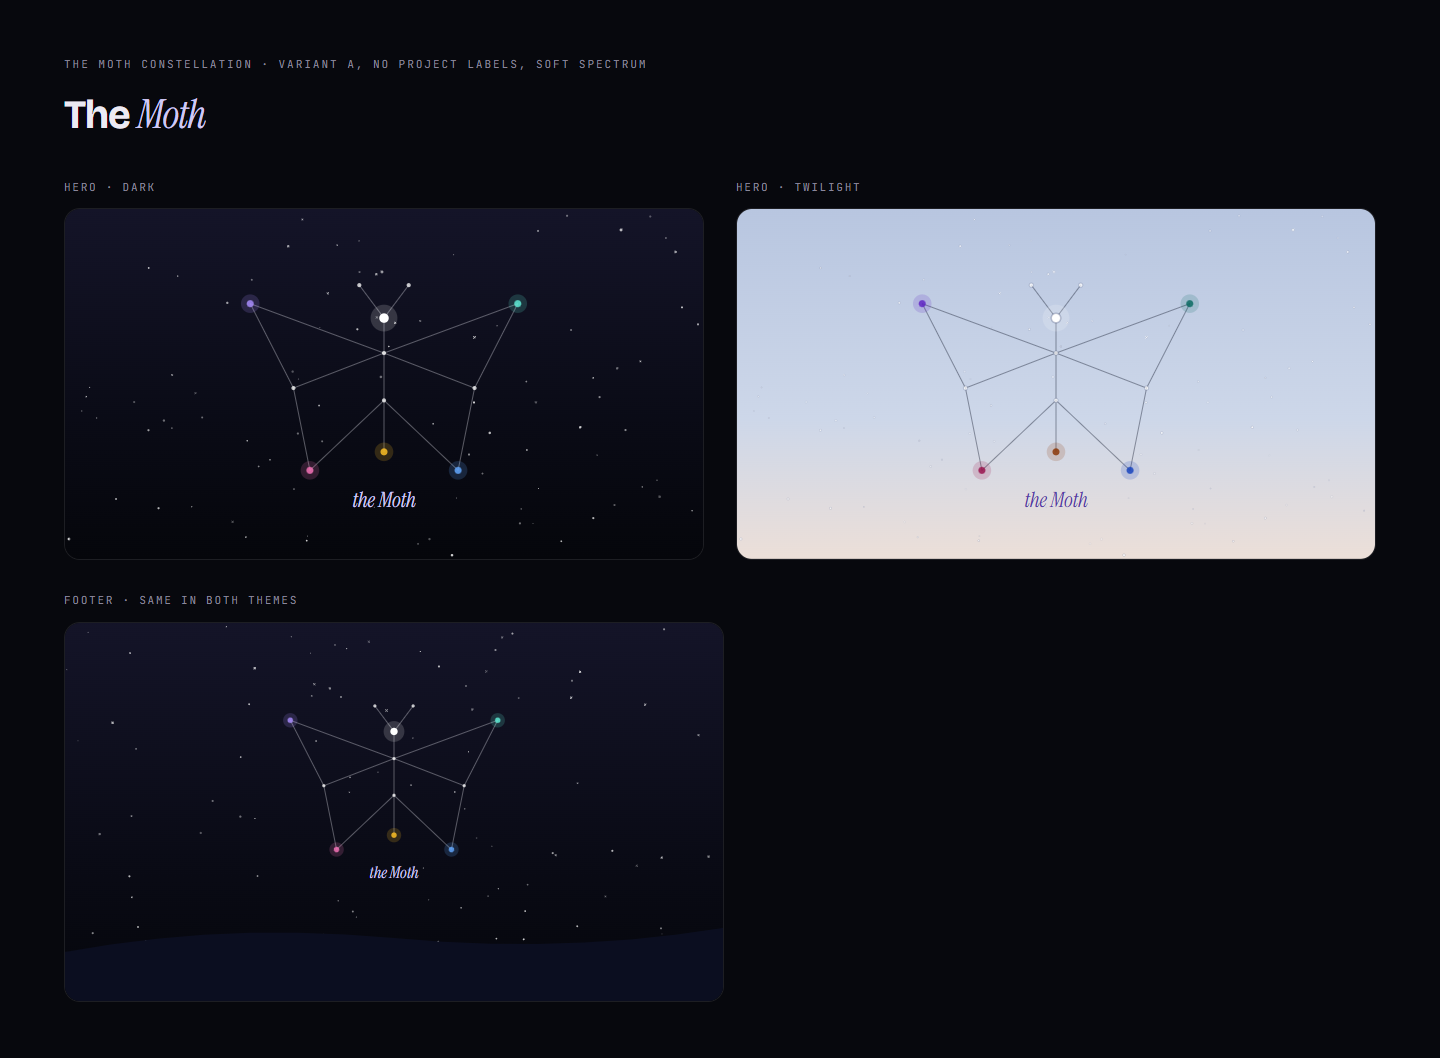 THE MOTH CONSTELLATION · VARIANT A, NO PROJECT LABELS, SOFT SPECTRUM
The Moth
HERO · DARK
HERO · TWILIGHT
the Moth
the Moth
FOOTER · SAME IN BOTH THEMES
the Moth